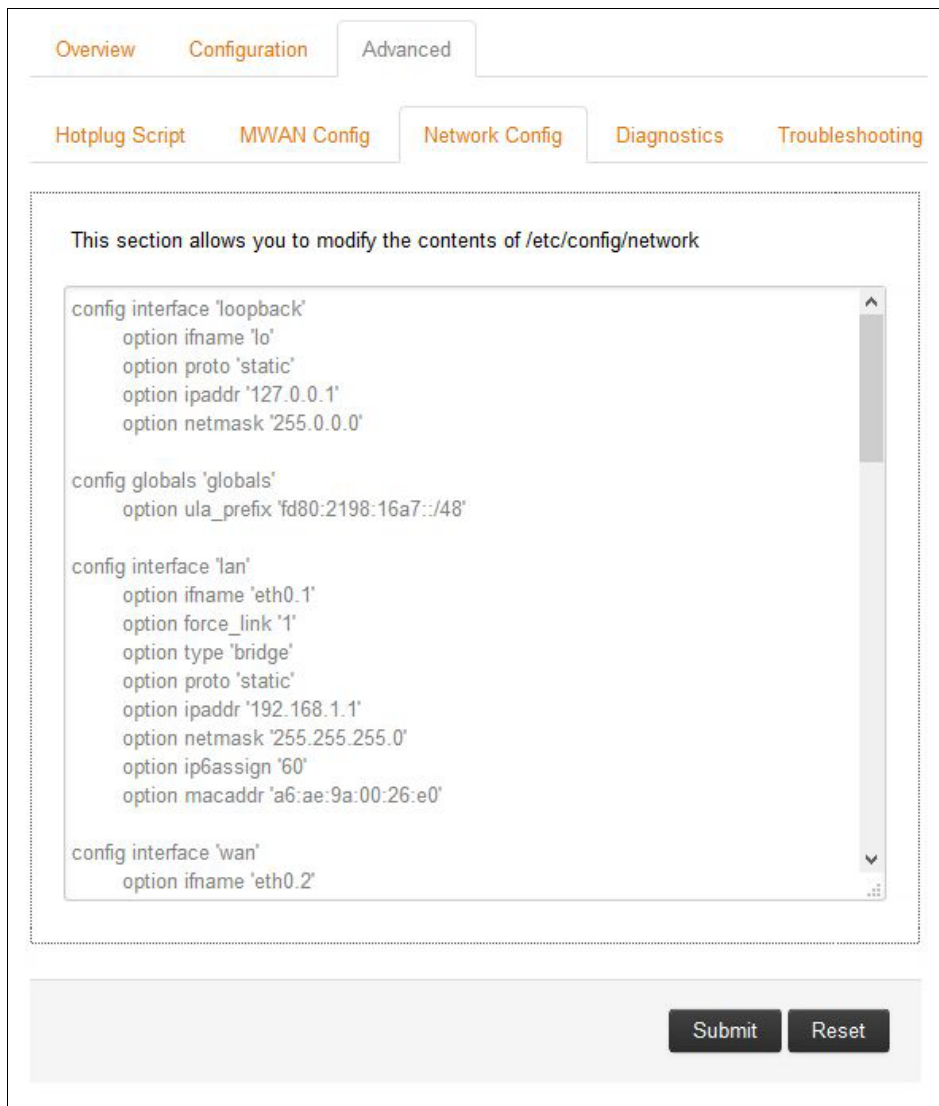 Overview Configuration Advanced
Hotplug Script MWAN Config Network Config Diagnostics Troubleshooting
This section allows you to modify the contents of /etc/config/network
config interface 'loopback'
option ifname 'lo'
option proto 'static'
option ipaddr '127.0.0.1'
option netmask '255.0.0.0'
config globals 'globals'
option ula_prefix 'fd80:2198:16a7::/48'
config interface 'lan'
option ifname 'eth0.1'
option force_link '1'
option type 'bridge'
option proto 'static'
option ipaddr '192.168.1.1'
option netmask '255.255.255.0'
option ip6assign '60'
option macaddr 'a6:ae:9a:00:26:e0'
config interface 'wan'
option ifname 'eth0.2'
Submit Reset